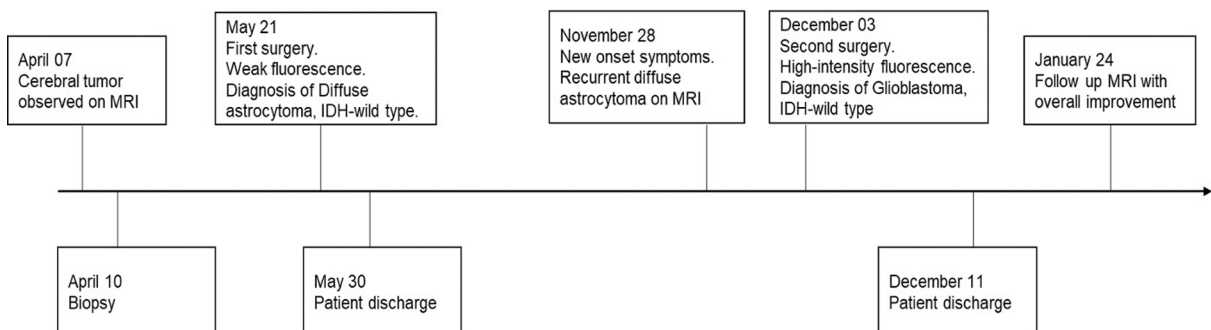 April 07
Cerebral tumor
observed on MRI
May 21
First surgery.
Weak fluorescence.
Diagnosis of Diffuse
astrocytoma, IDH-wild type.
November 28
New onset symptoms.
Recurrent diffuse
astrocytoma on MRI
December 03
Second surgery.
High-intensity fluorescence.
Diagnosis of Glioblastoma,
IDH-wild type
January 24
Follow up MRI with
overall improvement
April 10
Biopsy
May 30
Patient discharge
December 11
Patient discharge